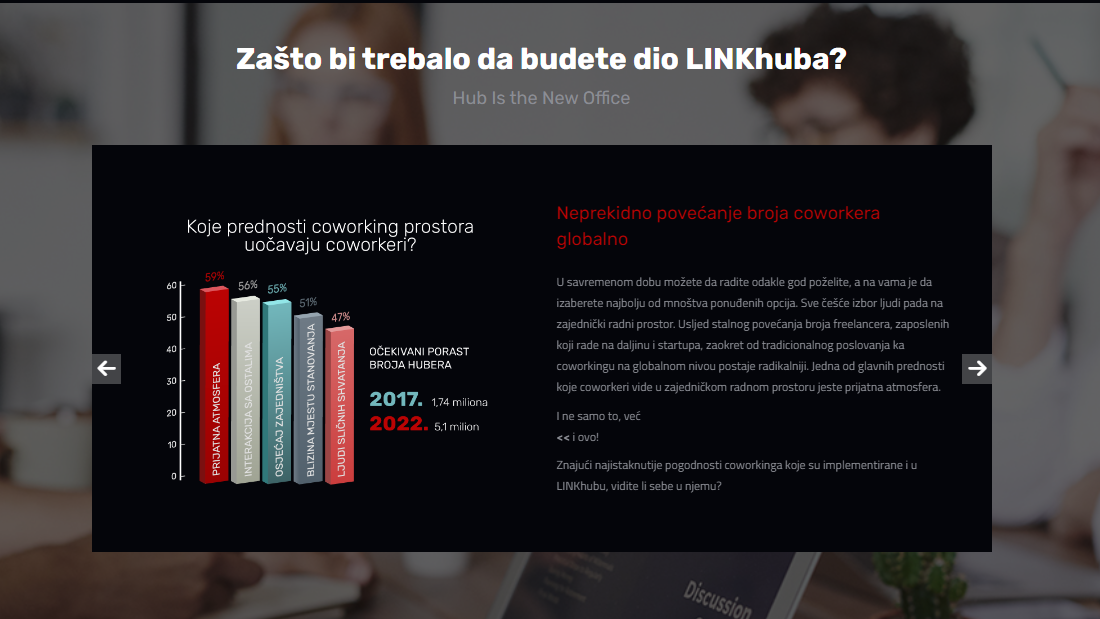 Zašto bi trebalo da budete dio LINKhuba?
Hub Is the New Office
Koje prednosti coworking prostora
uočavaju coworkeri?
59%
56%
55%
51%
47%
60
50
40
30
20
10
0
PRIJATNA ATMOSFERA
INTERAKCIJA SA OSTALIMA
OSJEĆAJ ZAJEDNIŠTVA
BLIZINA MJESTU STANOVANJA
LJUDI SLIČNIH SHVATANJA
OČEKIVANI PORAST
BROJA HUBERA
2017. 1,74 miliona
2022. 5,1 milion
Neprekidno povećanje broja coworkera
globalno
U savremenom dobu možete da radite odakle god poželite, a na vama je da
izaberete najbolju od mnoštva ponuđenih opcija. Sve češće izbor ljudi pada na
zajednički radni prostor. Usljed stalnog povećanja broja freelancera, zaposlenih
koji rade na daljinu i startupa, zaokret od tradicionalnog poslovanja ka
coworkingu na globalnom nivou postaje radikalniji. Jedna od glavnih prednosti
koje coworkeri vide u zajedničkom radnom prostoru jeste prijatna atmosfera.
I ne samo to, već
<< i ovo!
Znajući najistaknutije pogodnosti coworkinga koje su implementirane i u
LINKhubu, vidite li sebe u njemu?
Discussion